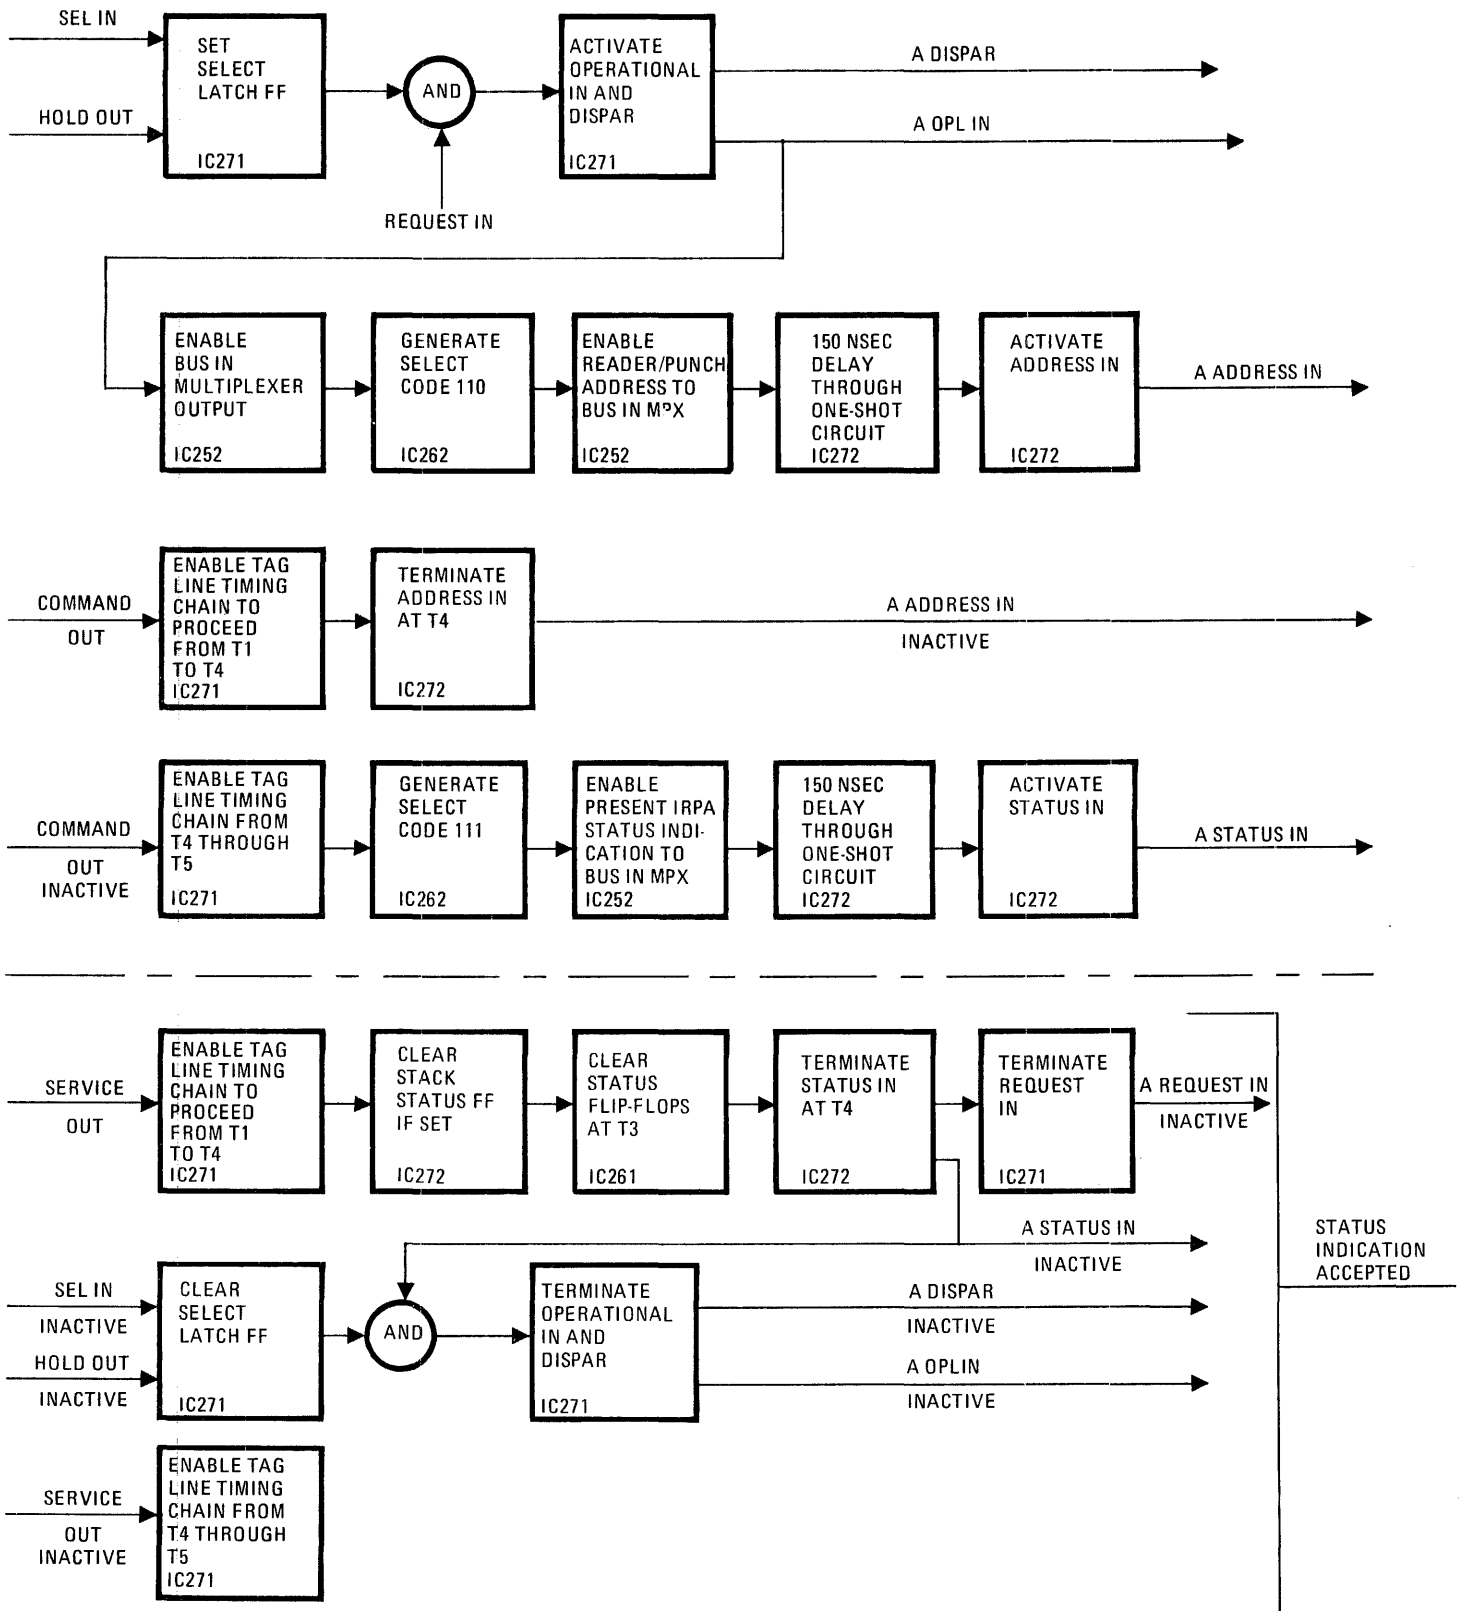 SEL IN
HOLD OUT
SET
SELECT
LATCH FF
IC271
AND
REQUEST IN
ACTIVATE
OPERATIONAL
IN AND
DISPAR
IC271
A DISPAR
A OPL IN
ENABLE
BUS IN
MULTIPLEXER
OUTPUT
IC252
GENERATE
SELECT
CODE 110
IC262
ENABLE
READER/PUNCH
ADDRESS TO
BUS IN MPX
IC252
150 NSEC
DELAY
THROUGH
ONE-SHOT
CIRCUIT
IC272
ACTIVATE
ADDRESS IN
IC272
A ADDRESS IN
COMMAND
OUT
ENABLE TAG
LINE TIMING
CHAIN TO
PROCEED
FROM T1
TO T4
IC271
TERMINATE
ADDRESS IN
AT T4
IC272
A ADDRESS IN
INACTIVE
COMMAND
OUT
INACTIVE
ENABLE TAG
LINE TIMING
CHAIN FROM
T4 THROUGH
T5
IC271
GENERATE
SELECT
CODE 111
IC262
ENABLE
PRESENT IRPA
STATUS INDI-
CATION TO
BUS IN MPX
IC252
150 NSEC
DELAY
THROUGH
ONE-SHOT
CIRCUIT
IC272
ACTIVATE
STATUS IN
IC272
A STATUS IN
SERVICE
OUT
ENABLE TAG
LINE TIMING
CHAIN TO
PROCEED
FROM T1
TO T4
IC271
CLEAR
STACK
STATUS FF
IF SET
IC272
CLEAR
STATUS
FLIP-FLOPS
AT T3
IC261
TERMINATE
STATUS IN
AT T4
IC272
TERMINATE
REQUEST
IN
IC271
A REQUEST IN
INACTIVE
A STATUS IN
INACTIVE
STATUS
INDICATION
ACCEPTED
SEL IN
INACTIVE
HOLD OUT
INACTIVE
CLEAR
SELECT
LATCH FF
IC271
AND
TERMINATE
OPERATIONAL
IN AND
DISPAR
IC271
A DISPAR
INACTIVE
A OPLIN
INACTIVE
SERVICE
OUT
INACTIVE
ENABLE TAG
LINE TIMING
CHAIN FROM
T4 THROUGH
T5
IC271